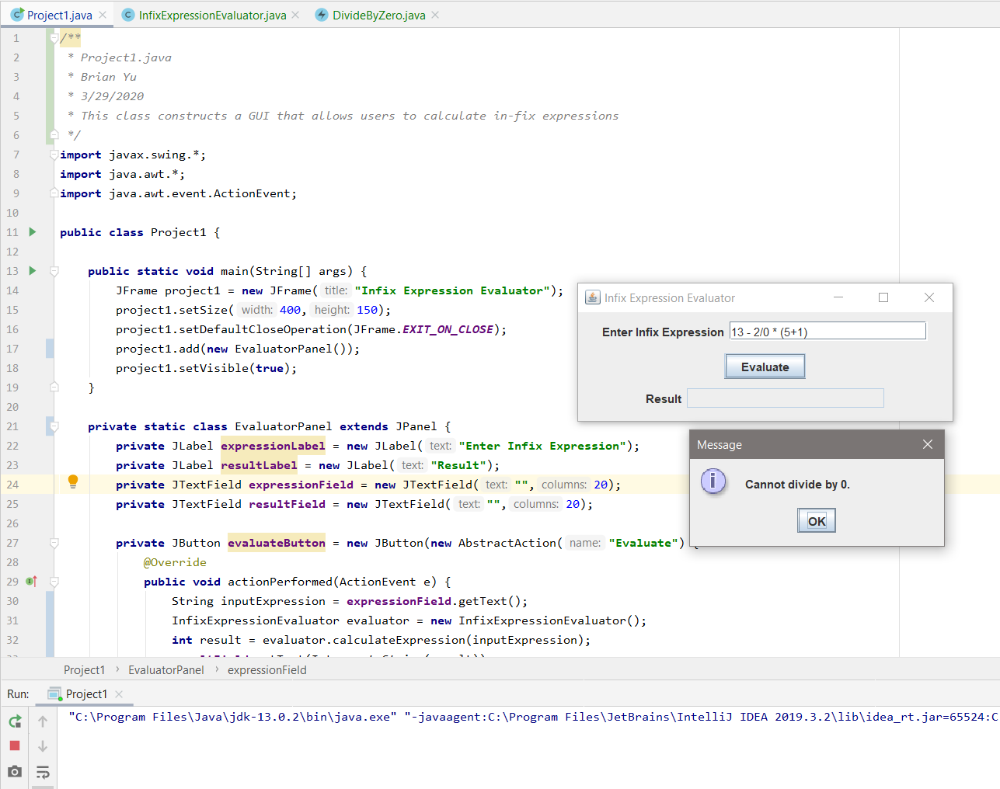 Project1.java InfixExpressionEvaluator.java DivideByZero.java
1 /**
2 * Project1.java
3 * Brian Yu
4 * 3/29/2020
5 * This class constructs a GUI that allows users to calculate in-fix expressions
6 */
7 import javax.swing.*;
8 import java.awt.*;
9 import java.awt.event.ActionEvent;
10
11 public class Project1 {
12
13 public static void main(String[] args) {
14 JFrame project1 = new JFrame( title: "Infix Expression Evaluator");
15 project1.setSize( width: 400, height: 150);
16 project1.setDefaultCloseOperation(JFrame.EXIT_ON_CLOSE);
17 project1.add(new EvaluatorPanel());
18 project1.setVisible(true);
19 }
20
21 private static class EvaluatorPanel extends JPanel {
22 private JLabel expressionLabel = new JLabel( text: "Enter Infix Expression");
23 private JLabel resultLabel = new JLabel( text: "Result");
24 private JTextField expressionField = new JTextField( text: "", columns: 20);
25 private JTextField resultField = new JTextField( text: "", columns: 20);
26
27 private JButton evaluateButton = new JButton(new AbstractAction( name: "Evaluate")
28 @Override
29 public void actionPerformed(ActionEvent e) {
30 String inputExpression = expressionField.getText();
31 InfixExpressionEvaluator evaluator = new InfixExpressionEvaluator();
32 int result = evaluator.calculateExpression(inputExpression);
Infix Expression Evaluator
Enter Infix Expression 13 - 2/0 * (5+1)
Evaluate
Result
Message
Cannot divide by 0.
OK
Project1 › EvaluatorPanel › expressionField
Run: Project1
"C:\Program Files\Java\jdk-13.0.2\bin\java.exe" "-javaagent:C:\Program Files\JetBrains\IntelliJ IDEA 2019.3.2\lib\idea_rt.jar=65524:C